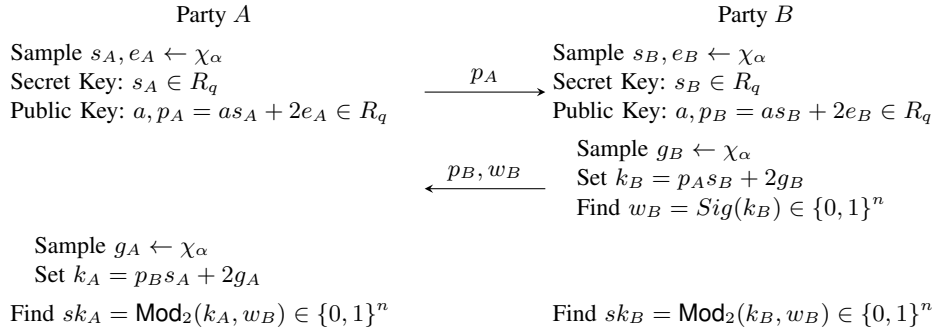 Party A Party B
Sample s_A, e_A ← χ_α Sample s_B, e_B ← χ_α
Secret Key: s_A ∈ R_q p_A Secret Key: s_B ∈ R_q
Public Key: a, p_A = as_A + 2e_A ∈ R_q Public Key: a, p_B = as_B + 2e_B ∈ R_q
Sample g_B ← χ_α
p_B, w_B Set k_B = p_A s_B + 2g_B
Find w_B = Sig(k_B) ∈ {0, 1}^n
Sample g_A ← χ_α
Set k_A = p_B s_A + 2g_A
Find sk_A = Mod_2(k_A, w_B) ∈ {0, 1}^n Find sk_B = Mod_2(k_B, w_B) ∈ {0, 1}^n